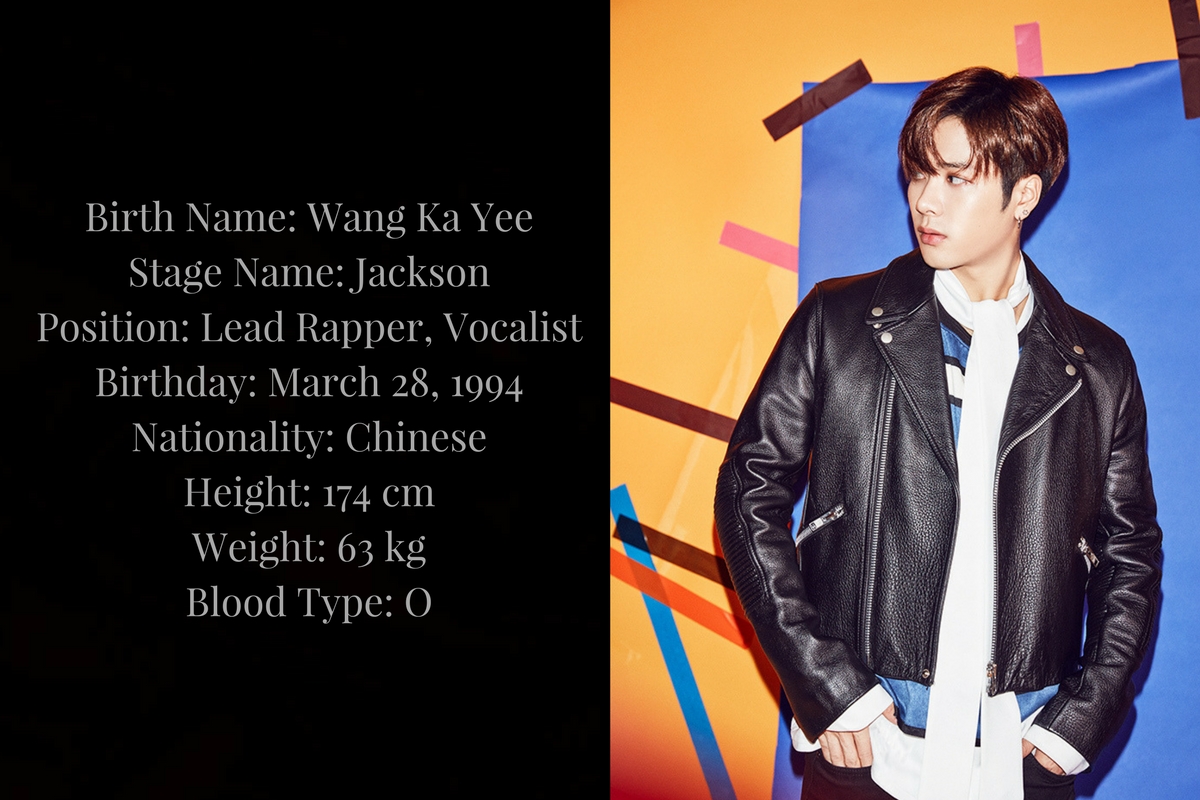 Birth Name: Wang Ka Yee
Stage Name: Jackson
Position: Lead Rapper, Vocalist
Birthday: March 28, 1994
Nationality: Chinese
Height: 174 cm
Weight: 63 kg
Blood Type: O